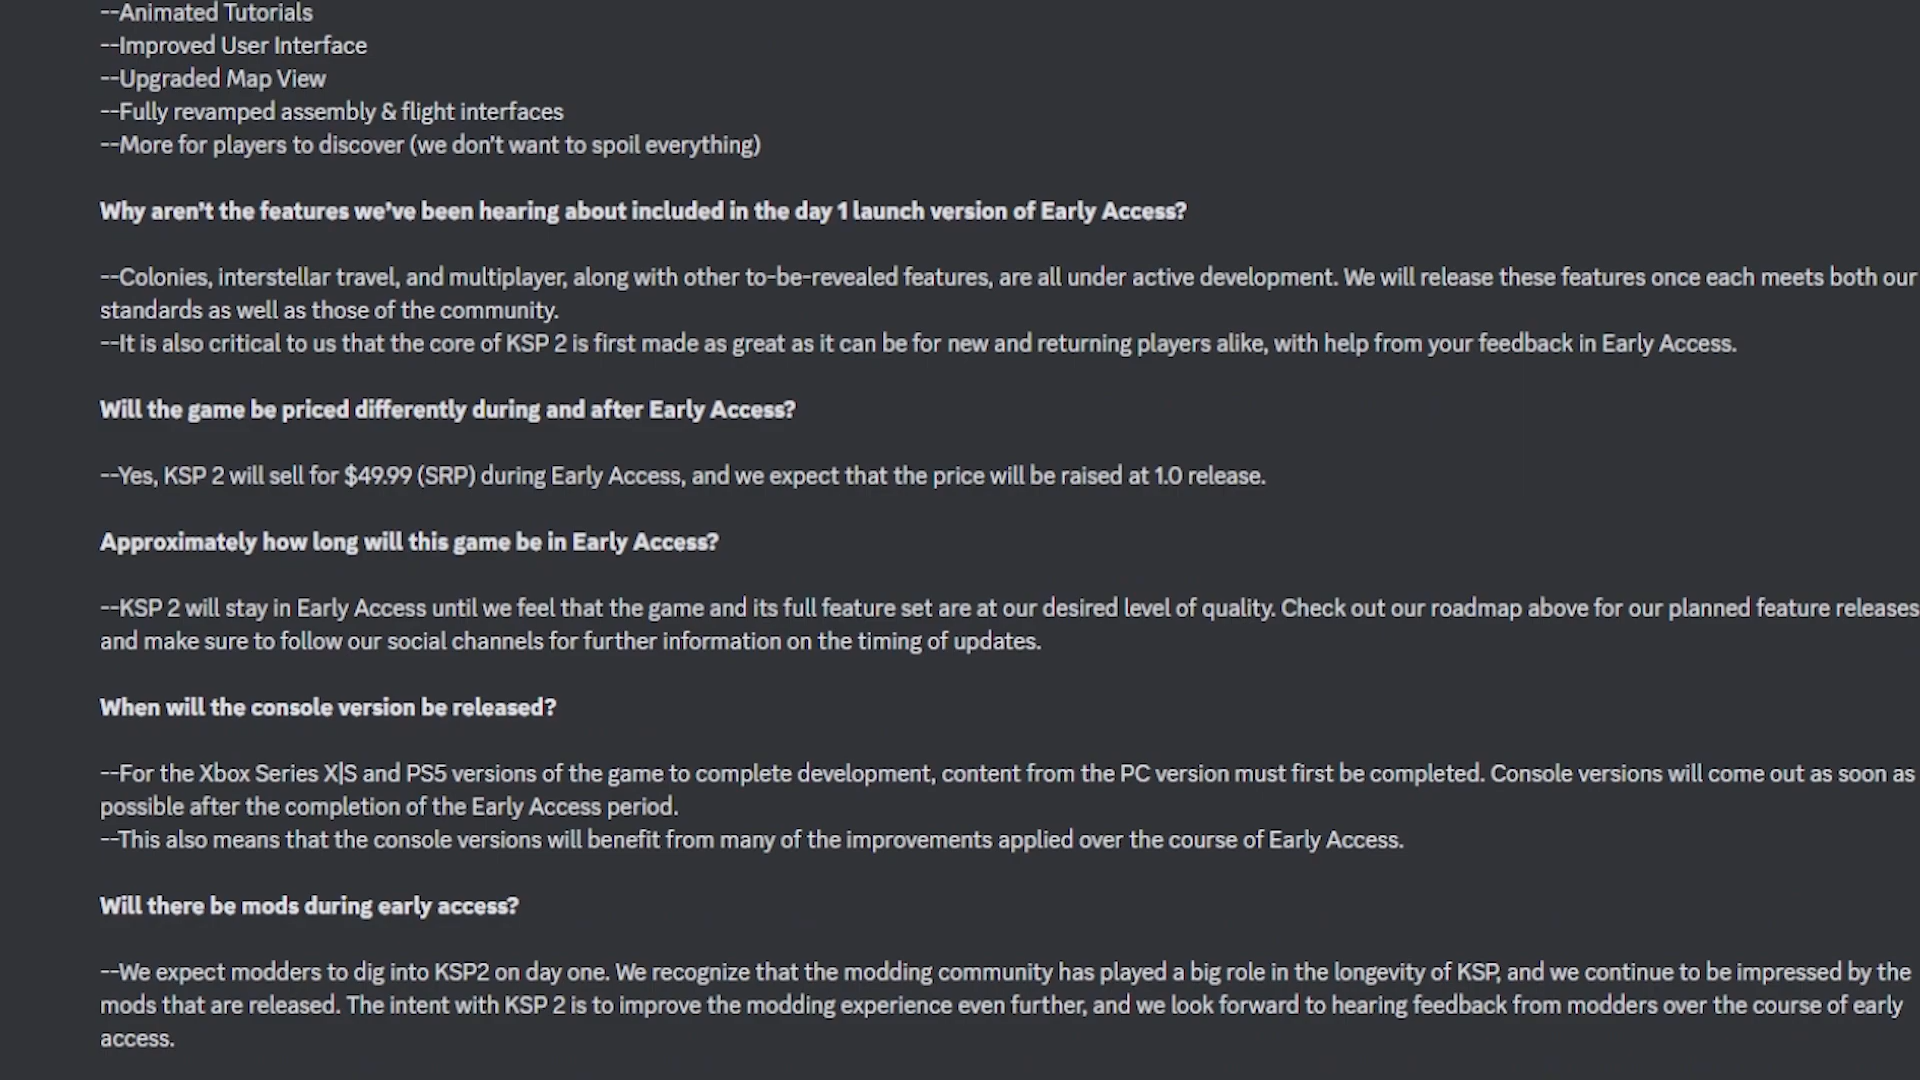 --Animated Tutorials
--Improved User Interface
--Upgraded Map View
--Fully revamped assembly & flight interfaces
--More for players to discover (we don't want to spoil everything)
Why aren't the features we've been hearing about included in the day 1 launch version of Early Access?
--Colonies, interstellar travel, and multiplayer, along with other to-be-revealed features, are all under active development. We will release these features once each meets both our
standards as well as those of the community.
--It is also critical to us that the core of KSP 2 is first made as great as it can be for new and returning players alike, with help from your feedback in Early Access.
Will the game be priced differently during and after Early Access?
--Yes, KSP 2 will sell for $49.99 (SRP) during Early Access, and we expect that the price will be raised at 1.0 release.
Approximately how long will this game be in Early Access?
--KSP 2 will stay in Early Access until we feel that the game and its full feature set are at our desired level of quality. Check out our roadmap above for our planned feature releases
and make sure to follow our social channels for further information on the timing of updates.
When will the console version be released?
--For the Xbox Series X|S and PS5 versions of the game to complete development, content from the PC version must first be completed. Console versions will come out as soon as
possible after the completion of the Early Access period.
--This also means that the console versions will benefit from many of the improvements applied over the course of Early Access.
Will there be mods during early access?
--We expect modders to dig into KSP2 on day one. We recognize that the modding community has played a big role in the longevity of KSP, and we continue to be impressed by the
mods that are released. The intent with KSP 2 is to improve the modding experience even further, and we look forward to hearing feedback from modders over the course of early
access.